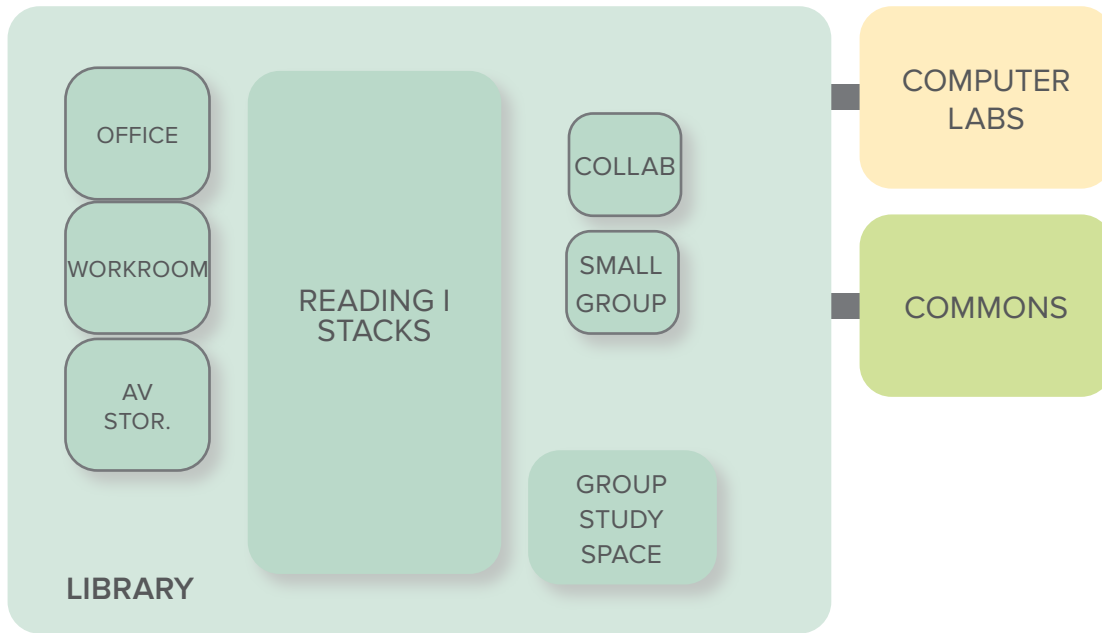 OFFICE
WORKROOM
AV
STOR.
READING I
STACKS
COLLAB
SMALL
GROUP
GROUP
STUDY
SPACE
LIBRARY
COMPUTER
LABS
COMMONS